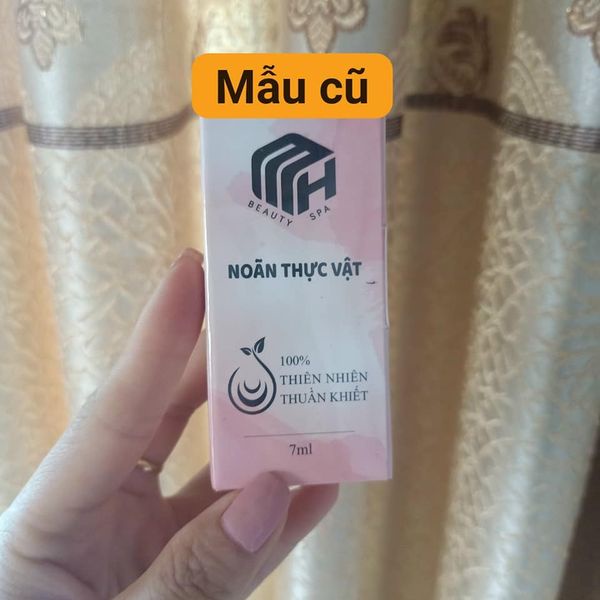 Mẫu cũ
MH
BEAUTY SPA
NOÃN THỰC VẬT
100%
THIÊN NHIÊN
THUẦN KHIẾT
7ml